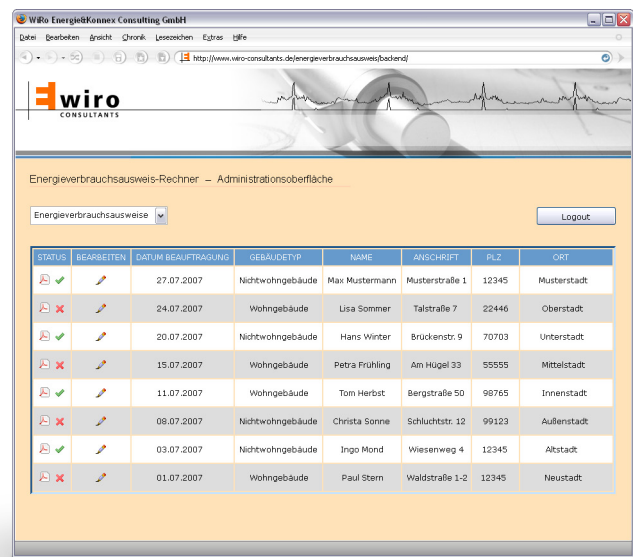 WiRo Energie&Konnex Consulting GmbH
Datei Bearbeiten Ansicht Chronik Lesezeichen Extras Hilfe
http://www.wiro-consultants.de/energieverbrauchsausweis/backend/
wiro
CONSULTANTS
Energieverbrauchsausweis-Rechner – Administrationsoberfläche
Energieverbrauchsausweise Logout
STATUS BEARBEITEN DATUM BEAUFTRAGUNG GEBÄUDETYP NAME ANSCHRIFT PLZ ORT
27.07.2007 Nichtwohngebäude Max Mustermann Musterstraße 1 12345 Musterstadt
24.07.2007 Wohngebäude Lisa Sommer Talstraße 7 22446 Oberstadt
20.07.2007 Nichtwohngebäude Hans Winter Brückenstr. 9 70703 Unterstadt
15.07.2007 Wohngebäude Petra Frühling Am Hügel 33 55555 Mittelstadt
11.07.2007 Wohngebäude Tom Herbst Bergstraße 50 98765 Innenstadt
08.07.2007 Nichtwohngebäude Christa Sonne Schluchtstr. 12 99123 Außenstadt
03.07.2007 Nichtwohngebäude Ingo Mond Wiesenweg 4 12345 Altstadt
01.07.2007 Wohngebäude Paul Stern Waldstraße 1-2 12345 Neustadt